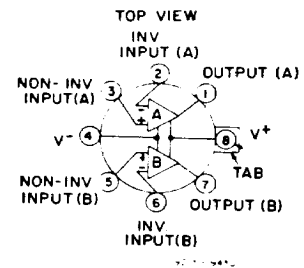 TOP VIEW
INV
INPUT (A)
2
NON-INV
INPUT(A)
3
OUTPUT (A)
1
A
- +
V-
4
V+
8
TAB
B
+ -
NON-INV
INPUT (B)
5
OUTPUT (B)
7
6
INV
INPUT(B)